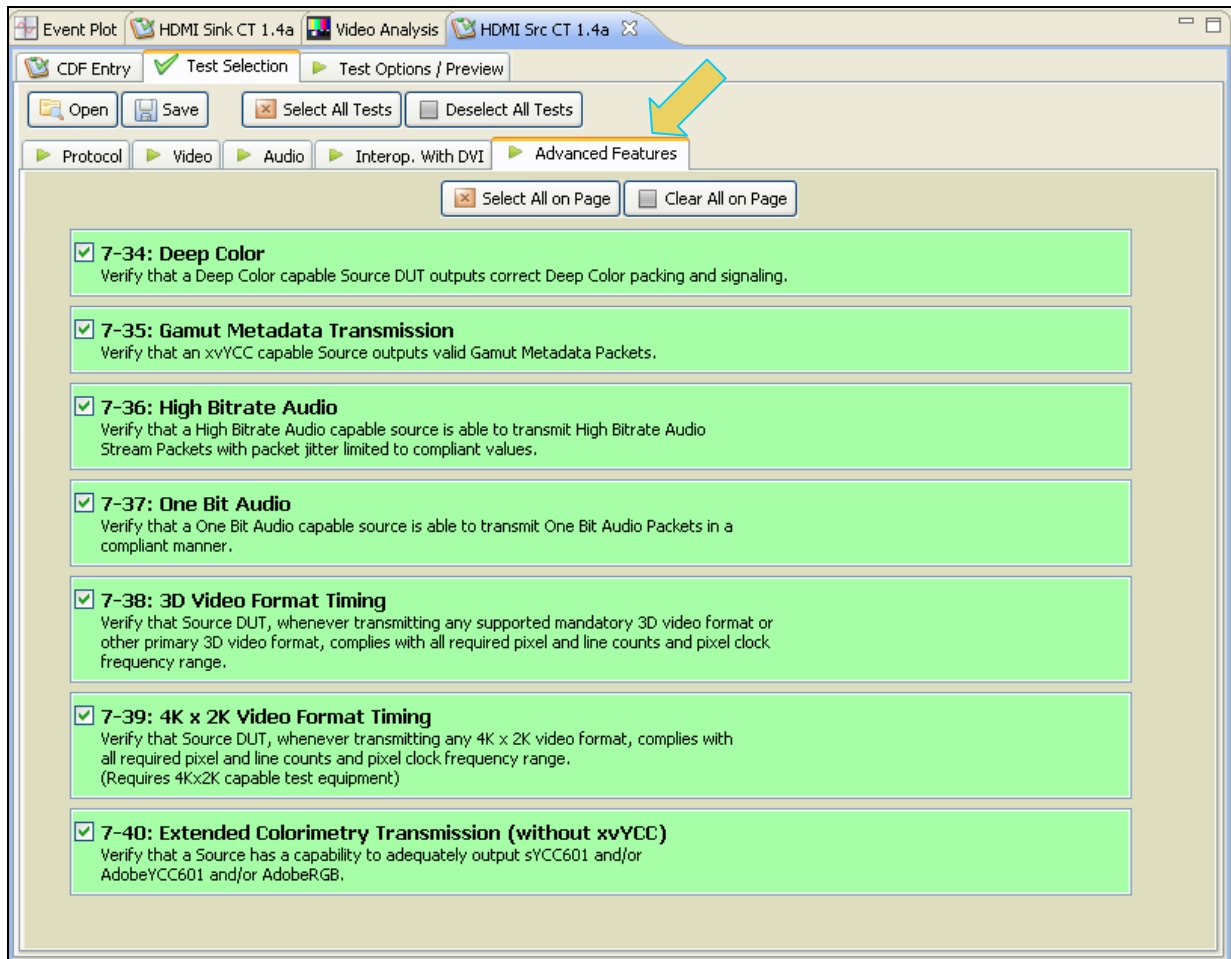 Event Plot HDMI Sink CT 1.4a Video Analysis HDMI Src CT 1.4a
CDF Entry Test Selection Test Options / Preview
Open Save Select All Tests Deselect All Tests
Protocol Video Audio Interop. With DVI Advanced Features
Select All on Page Clear All on Page
7-34: Deep Color
Verify that a Deep Color capable Source DUT outputs correct Deep Color packing and signaling.
7-35: Gamut Metadata Transmission
Verify that an xvYCC capable Source outputs valid Gamut Metadata Packets.
7-36: High Bitrate Audio
Verify that a High Bitrate Audio capable source is able to transmit High Bitrate Audio
Stream Packets with packet jitter limited to compliant values.
7-37: One Bit Audio
Verify that a One Bit Audio capable source is able to transmit One Bit Audio Packets in a
compliant manner.
7-38: 3D Video Format Timing
Verify that Source DUT, whenever transmitting any supported mandatory 3D video format or
other primary 3D video format, complies with all required pixel and line counts and pixel clock
frequency range.
7-39: 4K x 2K Video Format Timing
Verify that Source DUT, whenever transmitting any 4K x 2K video format, complies with
all required pixel and line counts and pixel clock frequency range.
(Requires 4Kx2K capable test equipment)
7-40: Extended Colorimetry Transmission (without xvYCC)
Verify that a Source has a capability to adequately output sYCC601 and/or
AdobeYCC601 and/or AdobeRGB.